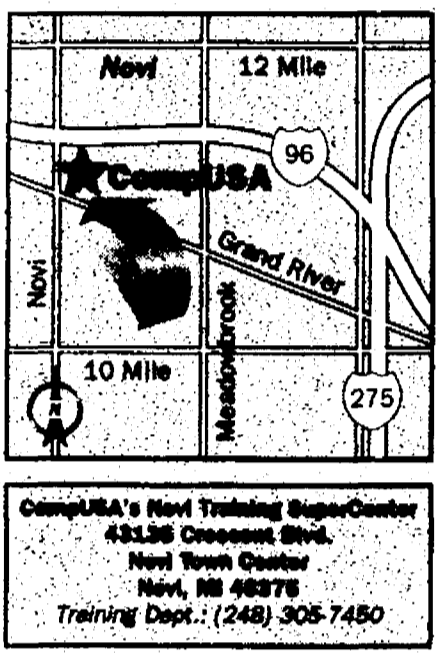 Novi
12 Mile
96
CompUSA
Grand River
Novi
Meadowbrook
10 Mile
N
275
CompUSA's Novi Training SuperCenter
43135 Crescent Blvd.
Novi Town Center
Novi, MI 48375
Training Dept.: (248) 305-7450